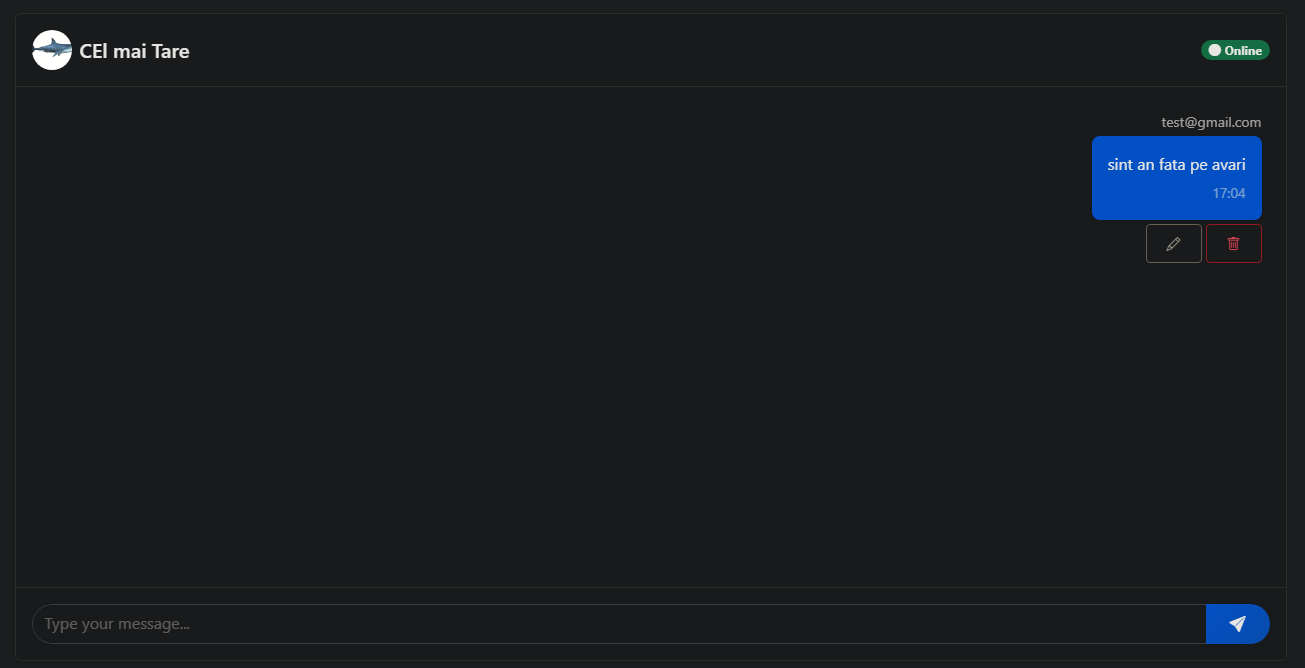 CEl mai Tare
Online
test@gmail.com
sint an fata pe avari
17:04
Type your message...